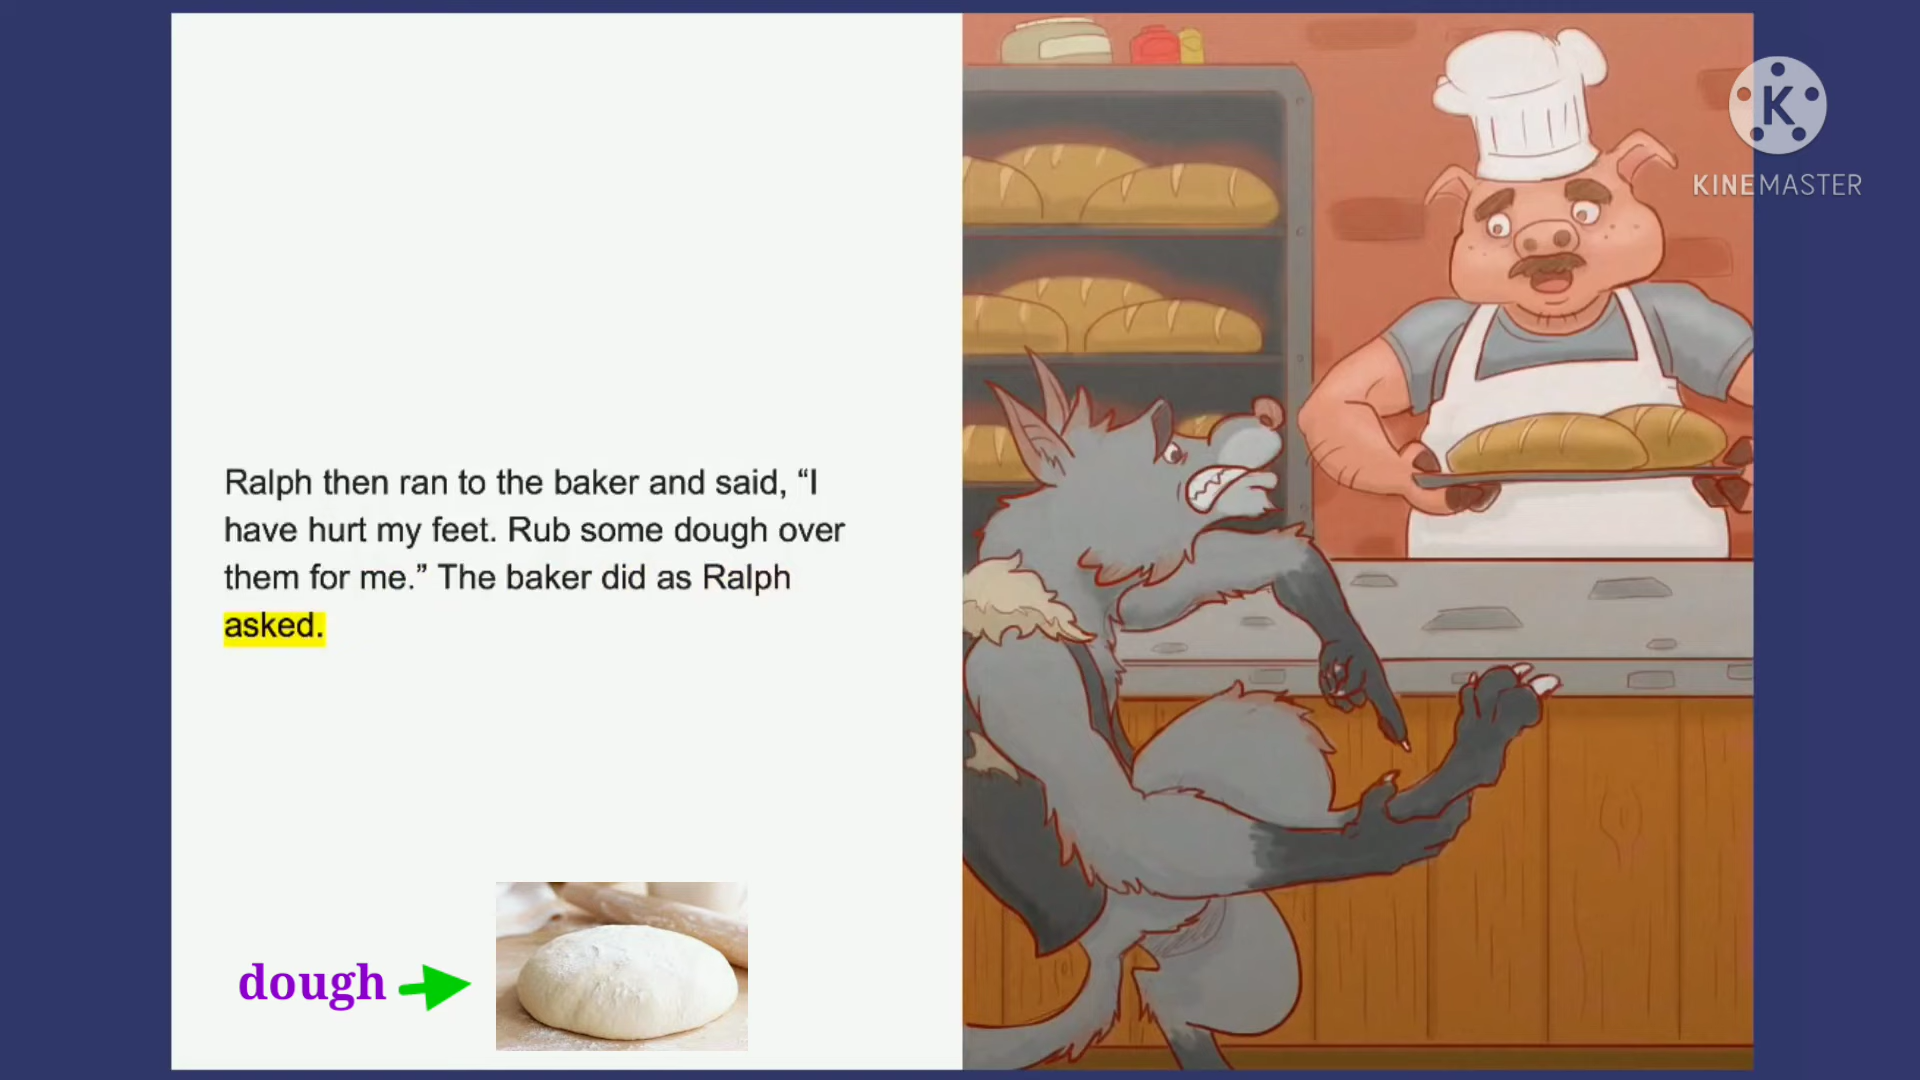 Ralph then ran to the baker and said, “I
have hurt my feet. Rub some dough over
them for me.” The baker did as Ralph
asked.
dough
K
KINEMASTER